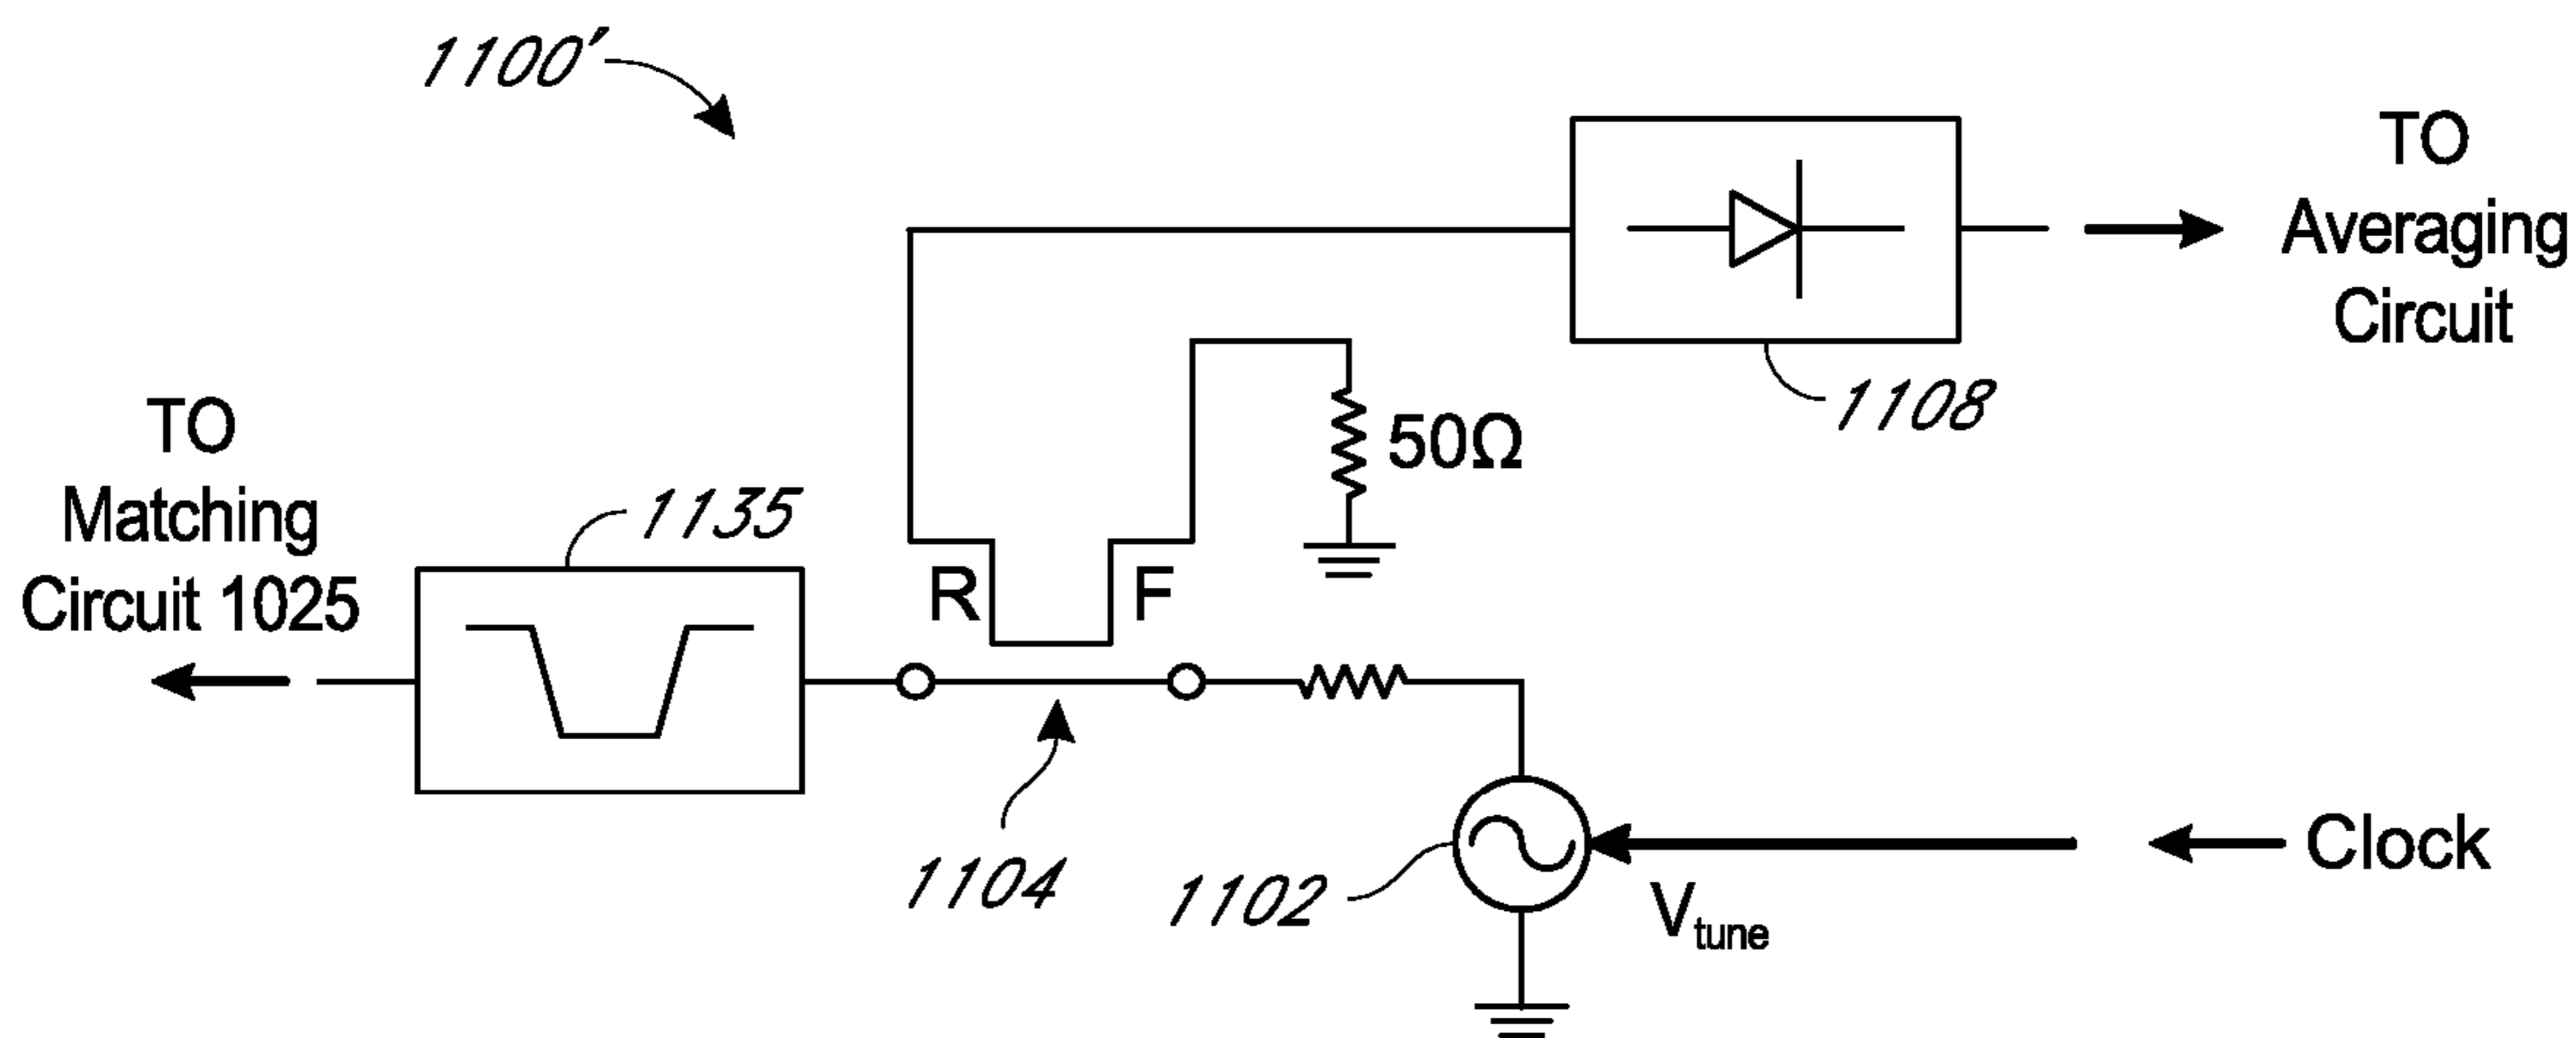 1100'
TO
Averaging
Circuit
1108
50Ω
TO
Matching
Circuit 1025
1135
R
F
1104
1102
Vtune
Clock